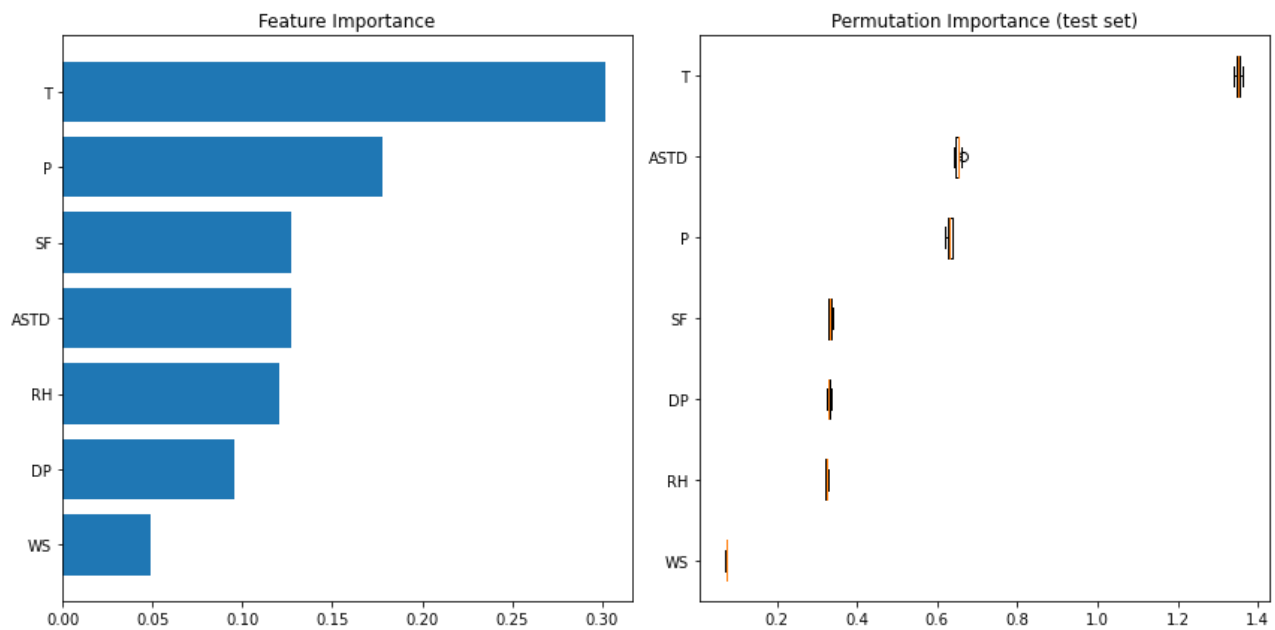 Feature Importance
T
P
SF
ASTD
RH
DP
WS
0.00 0.05 0.10 0.15 0.20 0.25 0.30
Permutation Importance (test set)
T
ASTD
P
SF
DP
RH
WS
0.2 0.4 0.6 0.8 1.0 1.2 1.4